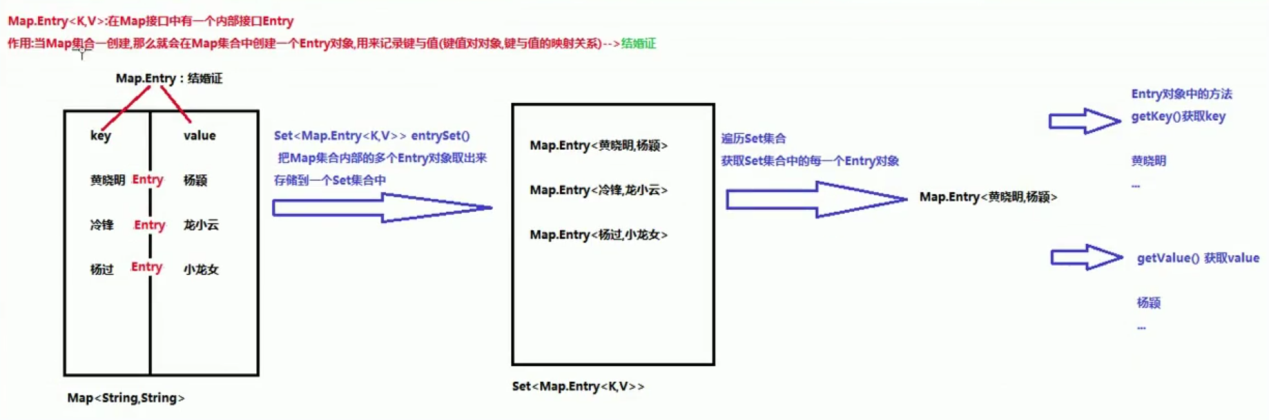 Map.Entry<K,V>:在Map接口中有一个内部接口Entry
作用:当Map集合一创建,那么就会在Map集合中创建一个Entry对象,用来记录键与值(键值对对象,键与值的映射关系)-->结婚证
Map.Entry：结婚证
key value
黄晓明 Entry 杨颖
冷锋 Entry 龙小云
杨过 Entry 小龙女
Map<String,String>
Set<Map.Entry<K,V>> entrySet()
把Map集合内部的多个Entry对象取出来
存储到一个Set集合中
Map.Entry<黄晓明,杨颖>
Map.Entry<冷锋,龙小云>
Map.Entry<杨过,小龙女>
Set<Map.Entry<K,V>>
遍历Set集合
获取Set集合中的每一个Entry对象
Map.Entry<黄晓明,杨颖>
Entry对象中的方法
getKey()获取key
黄晓明
...
getValue() 获取value
杨颖
...